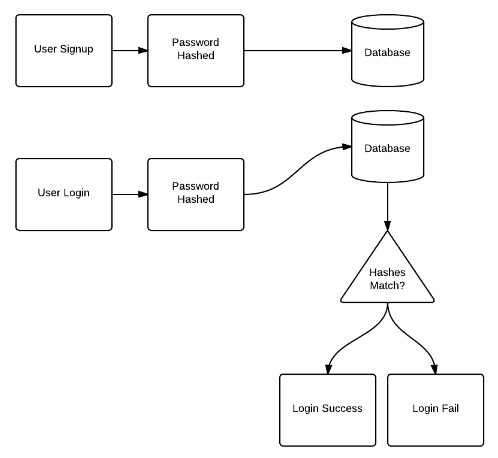 User Signup
Password
Hashed
Database
User Login
Password
Hashed
Database
Hashes
Match?
Login Success
Login Fail